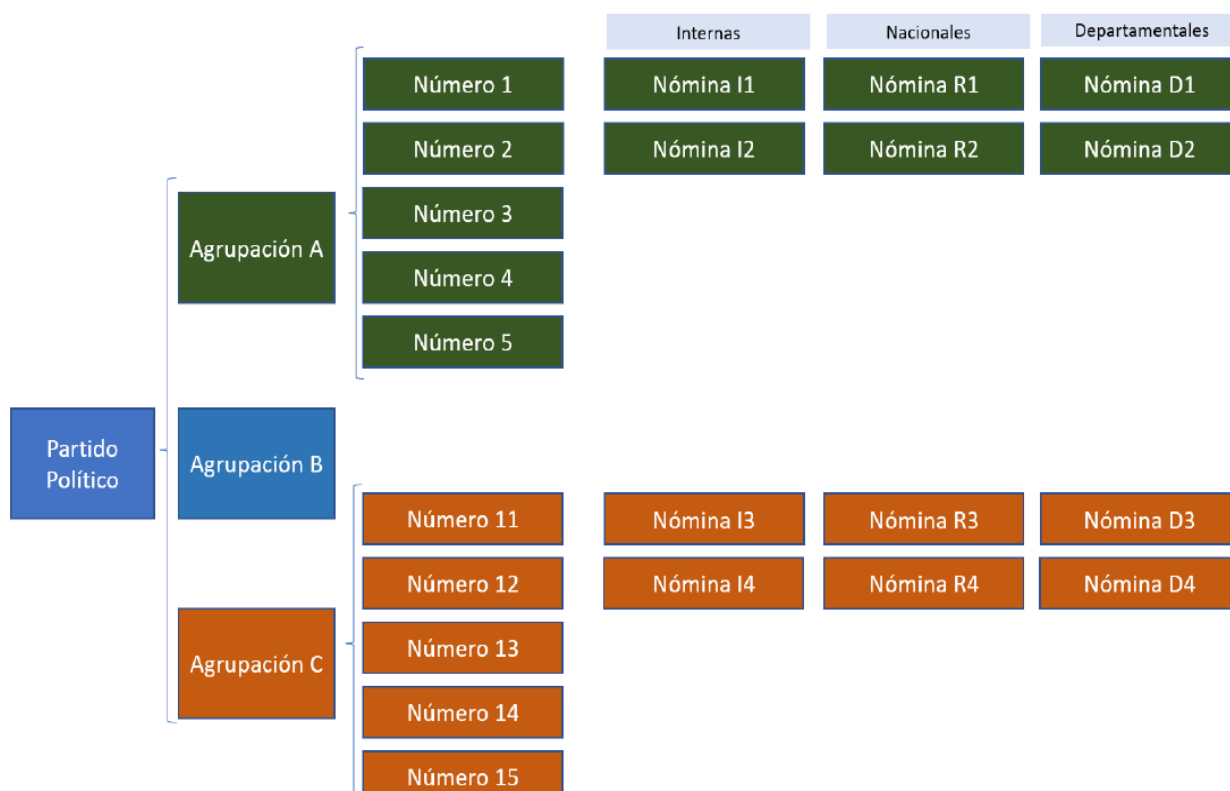 Internas
Nacionales
Departamentales
Número 1
Nómina I1
Nómina R1
Nómina D1
Número 2
Nómina I2
Nómina R2
Nómina D2
Agrupación A
Número 3
Número 4
Número 5
Partido
Político
Agrupación B
Número 11
Nómina I3
Nómina R3
Nómina D3
Número 12
Nómina I4
Nómina R4
Nómina D4
Agrupación C
Número 13
Número 14
Número 15